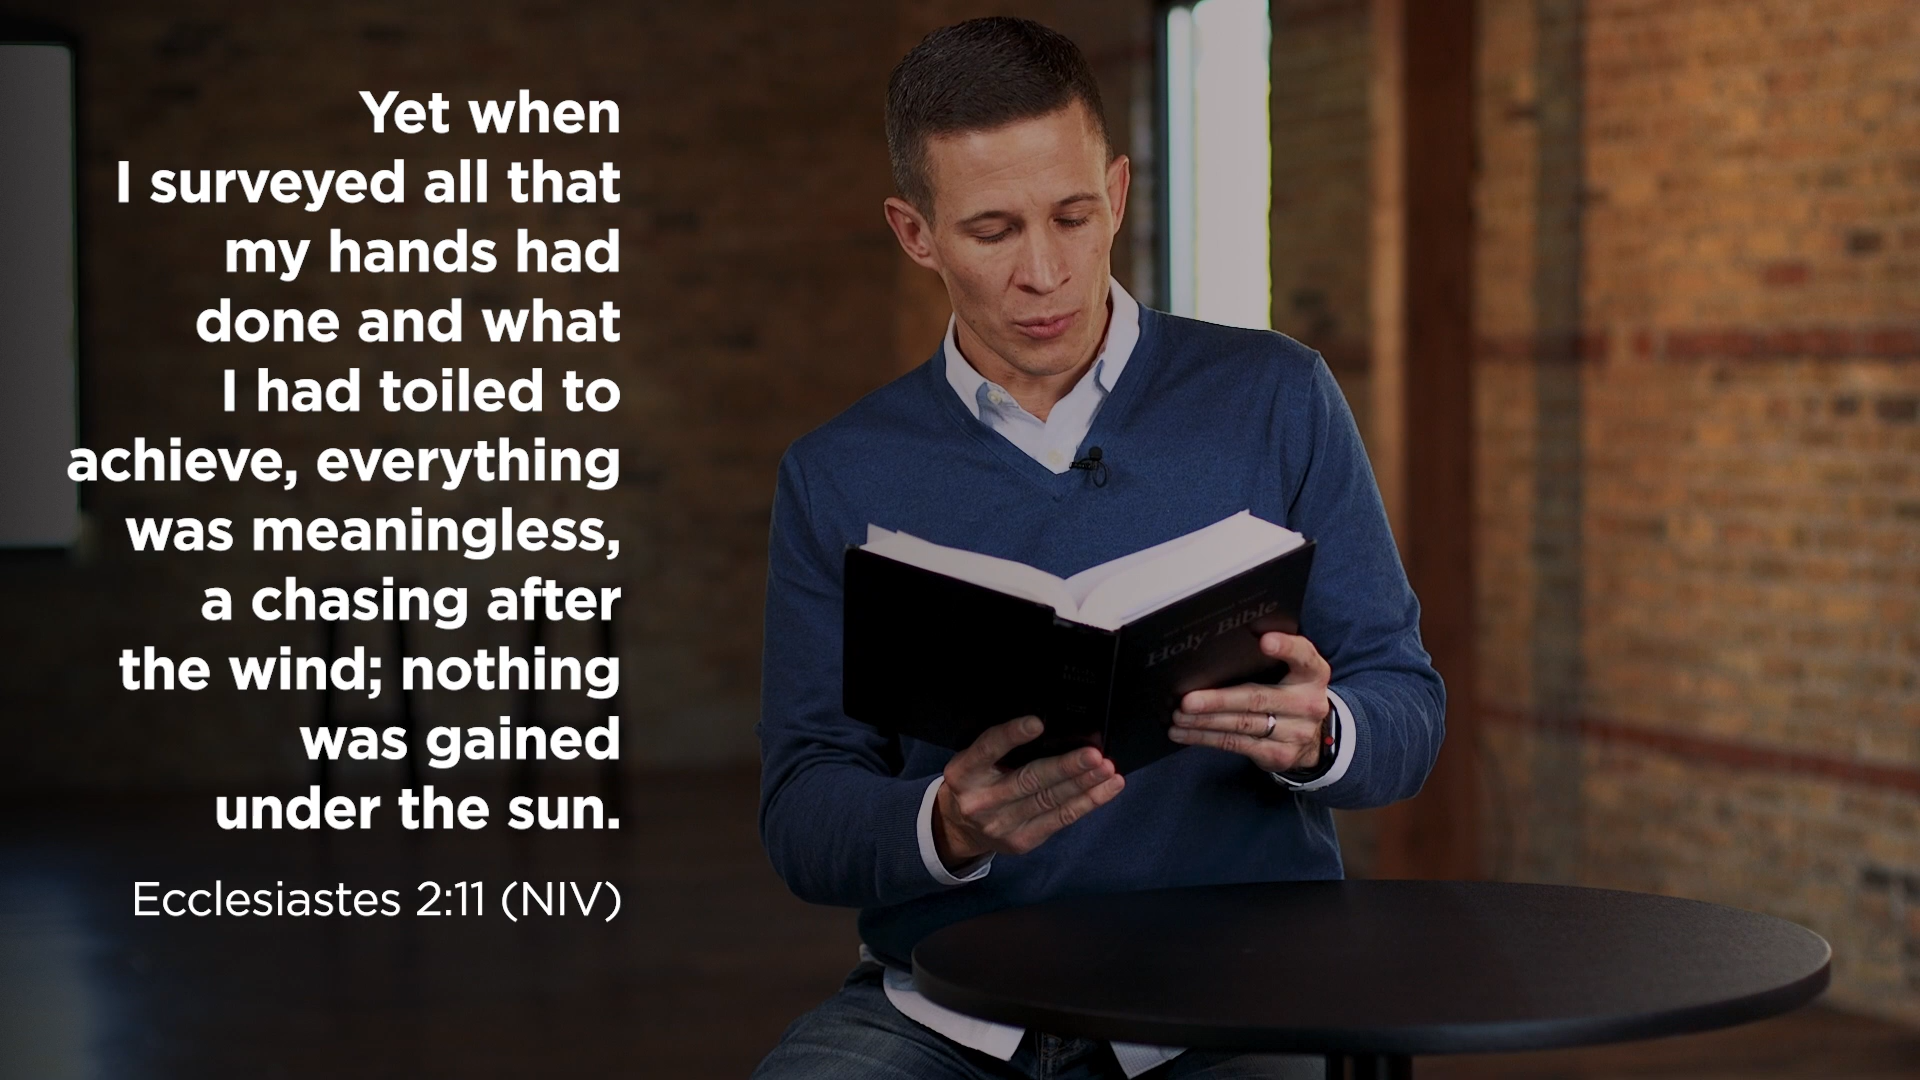 Yet when
I surveyed all that
my hands had
done and what
I had toiled to
achieve, everything
was meaningless,
a chasing after
the wind; nothing
was gained
under the sun.
Ecclesiastes 2:11 (NIV)
Holy Bible